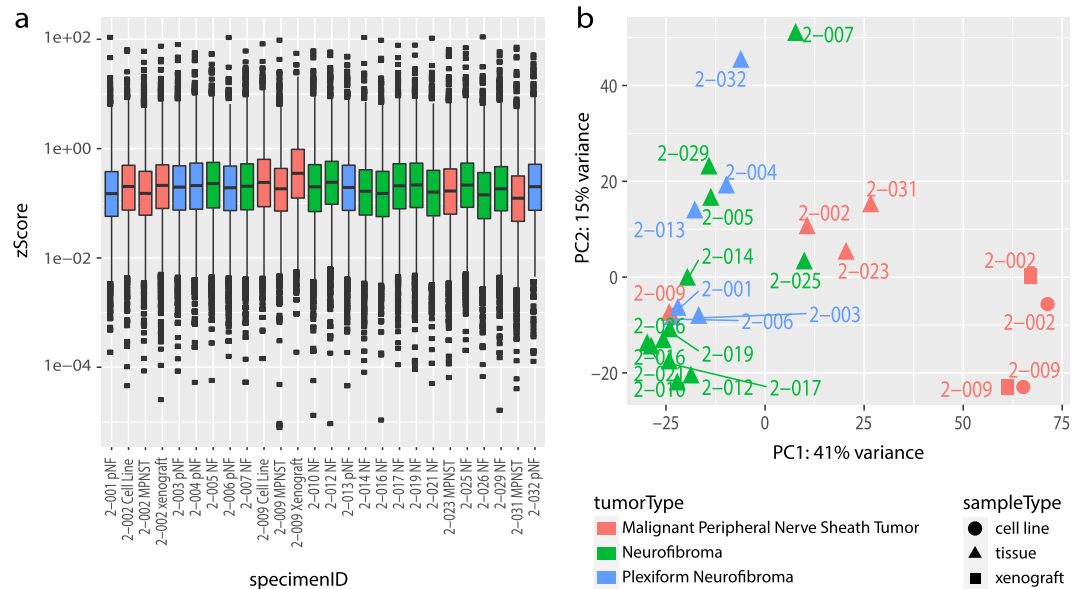 a
zScore
1e+02
1e+00
1e−02
1e−04
2−001 pNF
2−002 Cell Line
2−002 MPNST
2−002 xenograft
2−003 pNF
2−004 pNF
2−005 NF
2−006 pNF
2−007 NF
2−009 Cell Line
2−009 MPNST
2−009 Xenograft
2−010 NF
2−012 NF
2−013 pNF
2−014 NF
2−016 NF
2−017 NF
2−019 NF
2−021 NF
2−023 MPNST
2−025 NF
2−026 NF
2−029 NF
2−031 MPNST
2−032 pNF
specimenID
b
PC2: 15% variance
40
20
0
−20
2−007
2−032
2−029
2−004
2−031
2−005
2−002
2−013
2−023
2−014
2−025
2−002
2−009
2−001
2−002
2−003
2−006
2−026
2−016
2−019
2−021
2−010
2−012
2−017
2−009
2−009
−25
0
25
50
75
PC1: 41% variance
tumorType
Malignant Peripheral Nerve Sheath Tumor
Neurofibroma
Plexiform Neurofibroma
sampleType
cell line
tissue
xenograft